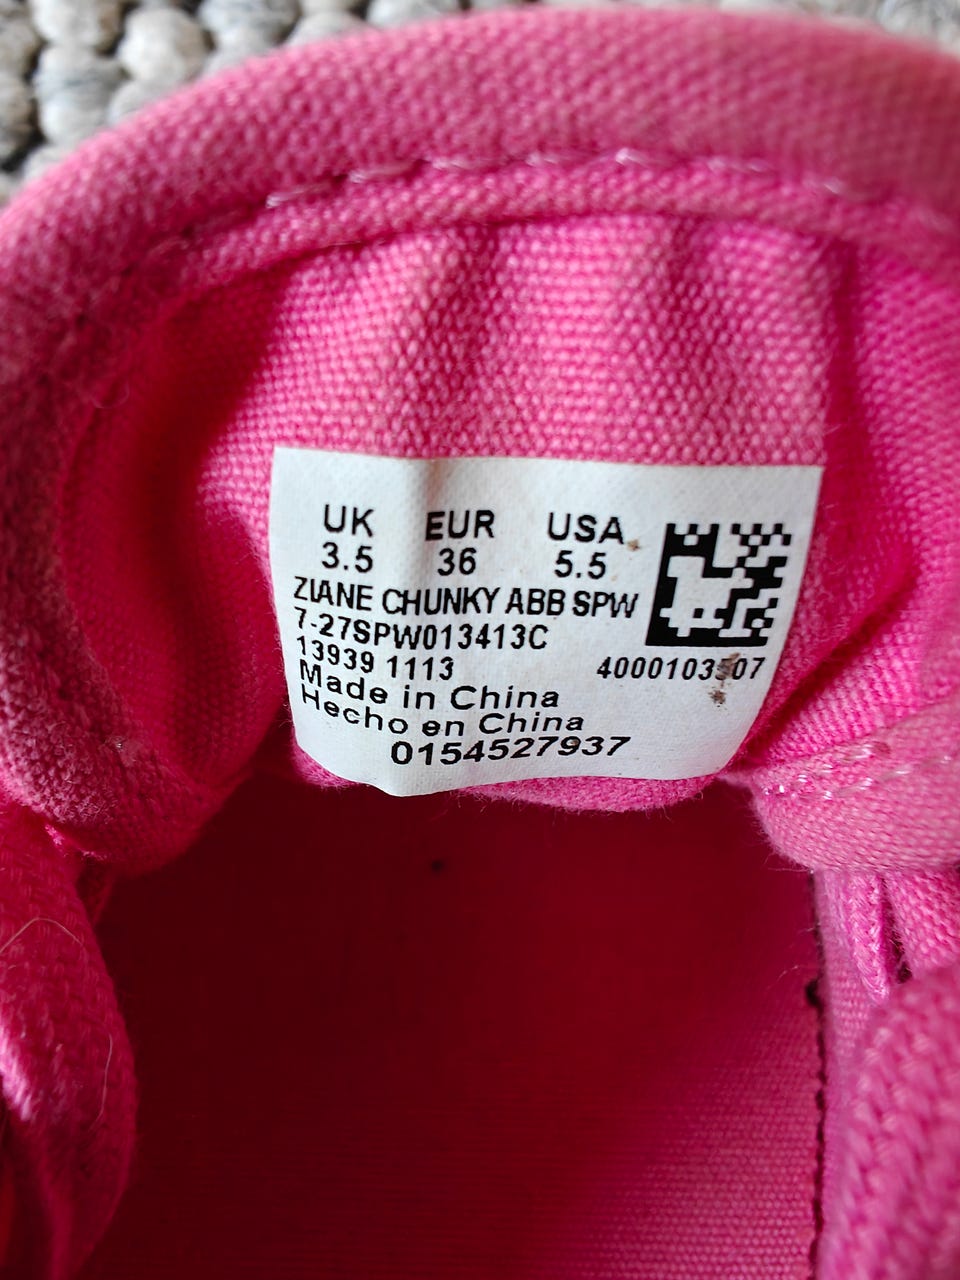 UK EUR USA
3.5 36 5.5
ZIANE CHUNKY ABB SPW
7-27SPW013413C
13939 1113
Made in China
Hecho en China
0154527937